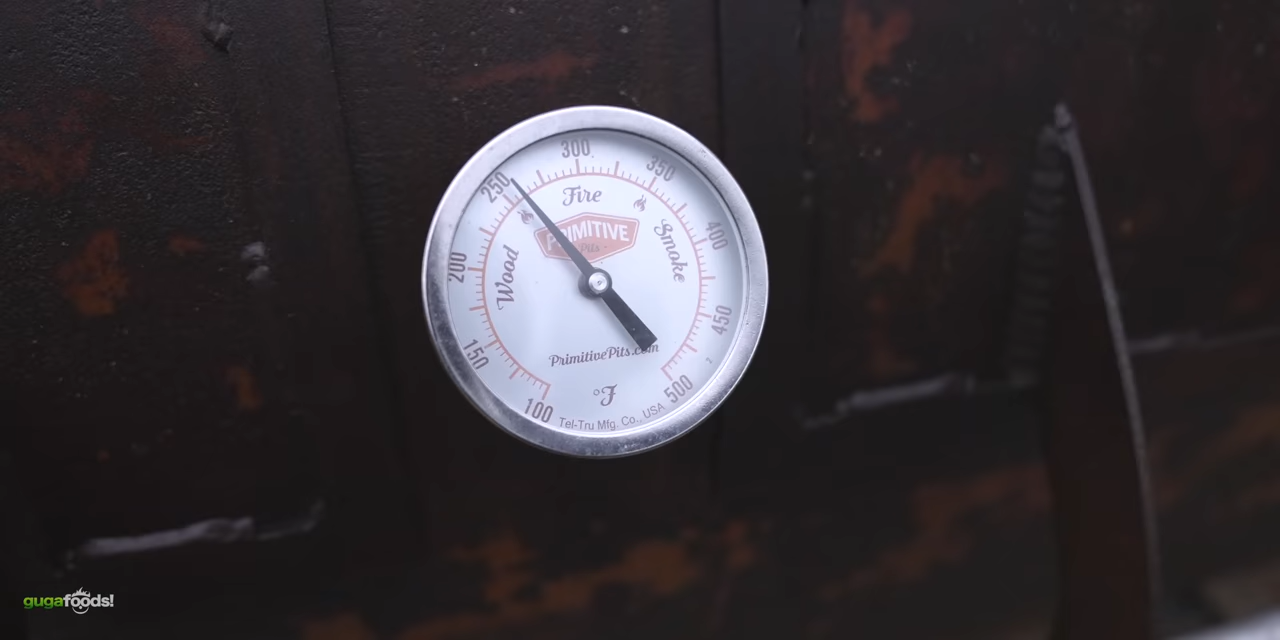 300
350
250
Fire
400
PRIMITIVE
Smoke
Wood
200
450
PrimitivePits.com
150
500
°F
100
Tel-Tru Mfg. Co., USA
gugafoods!